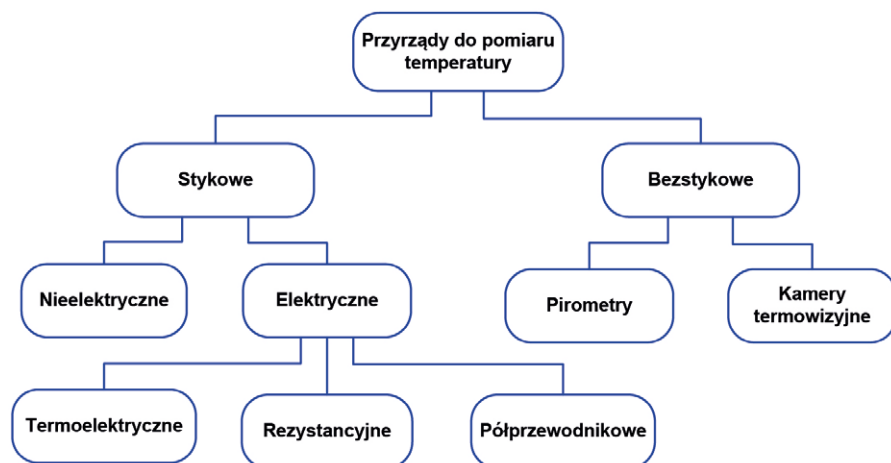 Przyrządy do pomiaru
temperatury
Stykowe
Bezstykowe
Nieelektryczne
Elektryczne
Pirometry
Kamery
termowizyjne
Termoelektryczne
Rezystancyjne
Półprzewodnikowe